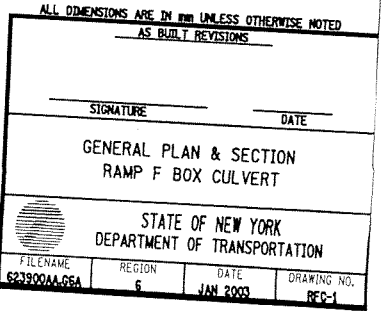 ALL DIMENSIONS ARE IN mm UNLESS OTHERWISE NOTED
AS BUILT REVISIONS
SIGNATURE DATE
GENERAL PLAN & SECTION
RAMP F BOX CULVERT
STATE OF NEW YORK
DEPARTMENT OF TRANSPORTATION
FILENAME REGION DATE DRAWING NO.
623900AA.G6A 6 JAN 2003 RFC-1